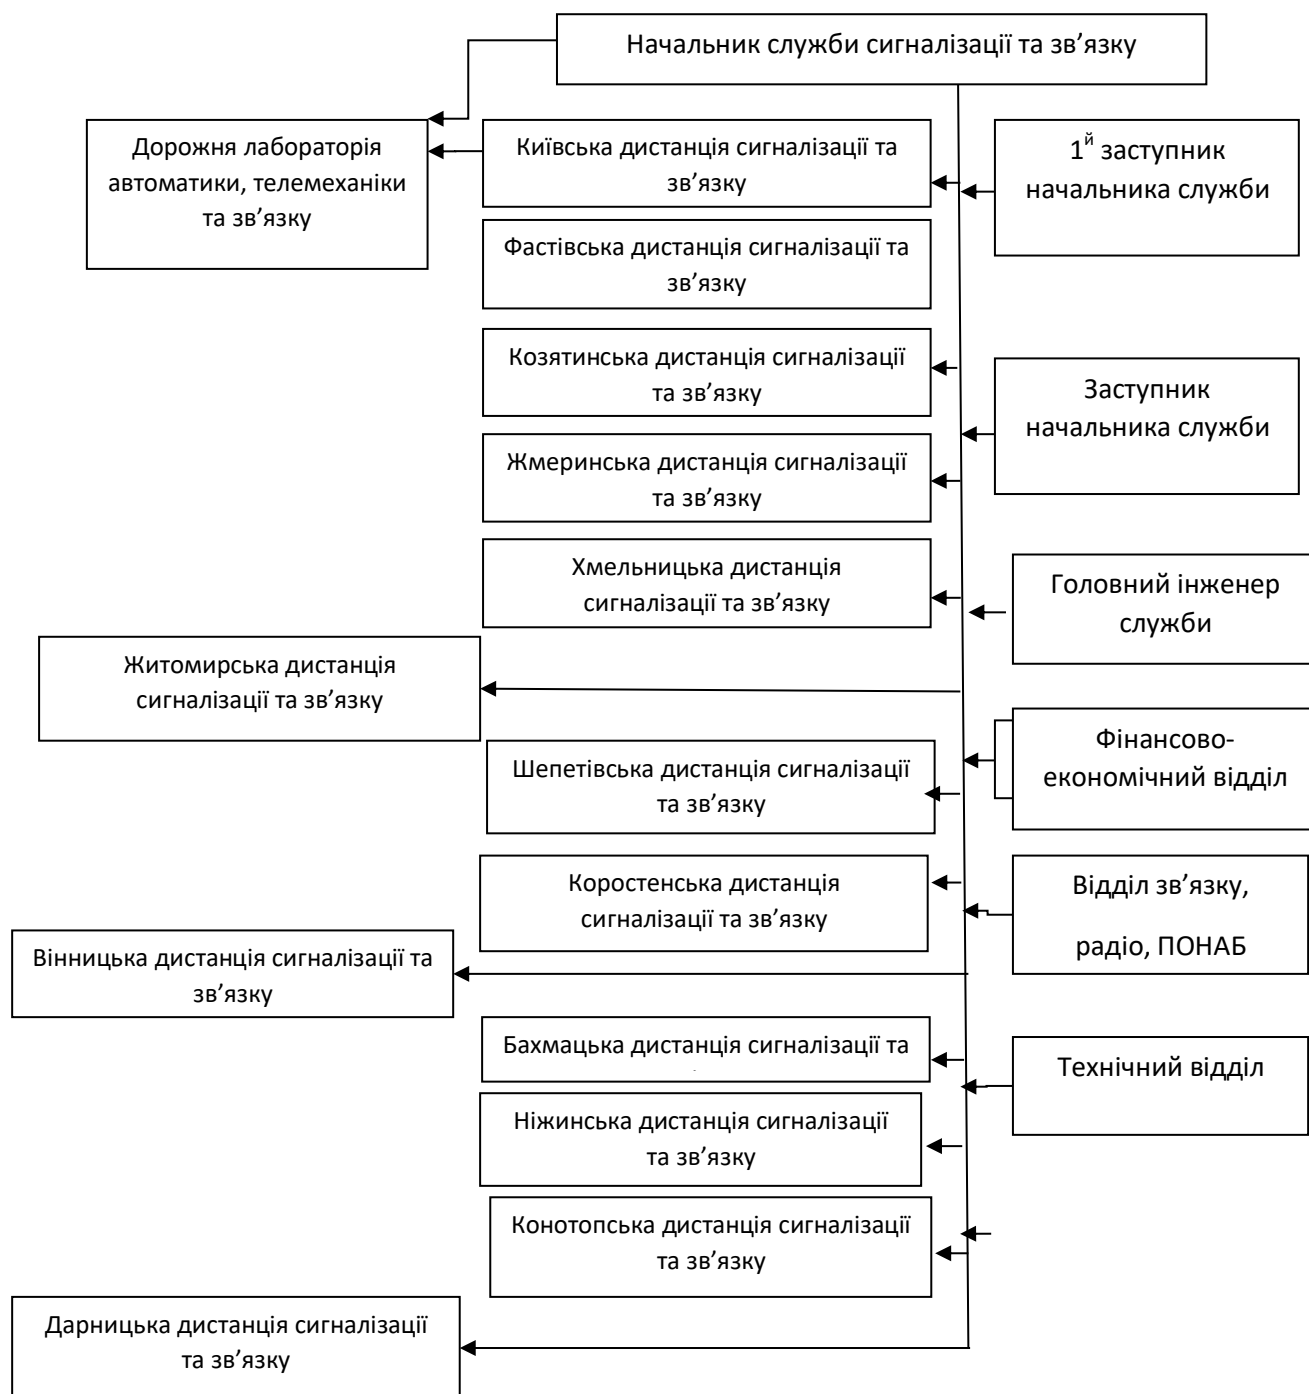 Начальник служби сигналізації та зв’язку
Дорожня лабораторія
автоматики, телемеханіки
та зв’язку
Київська дистанція сигналізації та
зв’язку
1й заступник
начальника служби
Фастівська дистанція сигналізації та
зв’язку
Козятинська дистанція сигналізації
та зв’язку
Заступник
начальника служби
Жмеринська дистанція сигналізації
та зв’язку
Хмельницька дистанція
сигналізації та зв’язку
Головний інженер
служби
Житомирська дистанція
сигналізації та зв’язку
Фінансово-
економічний відділ
Шепетівська дистанція сигналізації
та зв’язку
Коростенська дистанція
сигналізації та зв’язку
Відділ зв’язку,
радіо, ПОНАБ
Вінницька дистанція сигналізації та
зв’язку
Бахмацька дистанція сигналізації та
Технічний відділ
Ніжинська дистанція сигналізації
та зв’язку
Конотопська дистанція сигналізації
та зв’язку
Дарницька дистанція сигналізації
та зв’язку